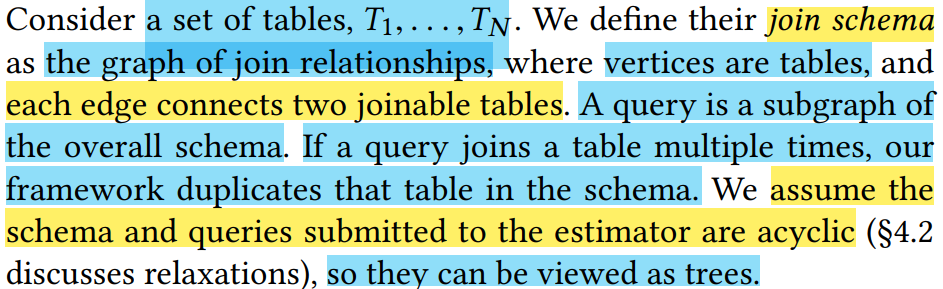 Consider a set of tables, T1, . . . , TN. We define their join schema
as the graph of join relationships, where vertices are tables, and
each edge connects two joinable tables. A query is a subgraph of
the overall schema. If a query joins a table multiple times, our
framework duplicates that table in the schema. We assume the
schema and queries submitted to the estimator are acyclic (§4.2
discusses relaxations), so they can be viewed as trees.